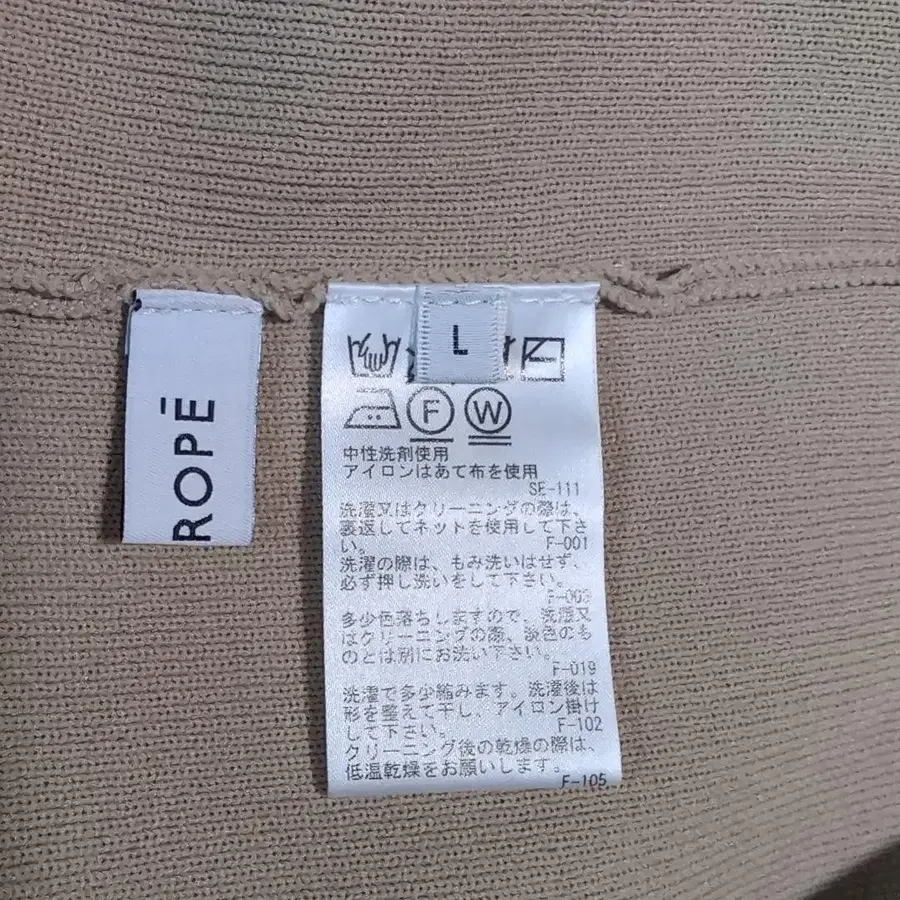 ROPÉ
L
F W
中性洗剤使用
アイロンはあて布を使用
SE-111
洗濯又はクリーニングの際は、
裏返してネットを使用して下さ
い。
F-001
洗濯の際は、もみ洗いはせず、
必ず押し洗いをして下さい。
F-003
多少色落ちしますので、洗濯又
はクリーニングの際、淡色のも
のとは別にお洗い下さい。
F-019
洗濯で多少縮みます。洗濯後は
形を整えて干し、アイロン掛け
して下さい。
F-102
クリーニング後の乾燥の際は、
低温乾燥をお願いします。
F-105